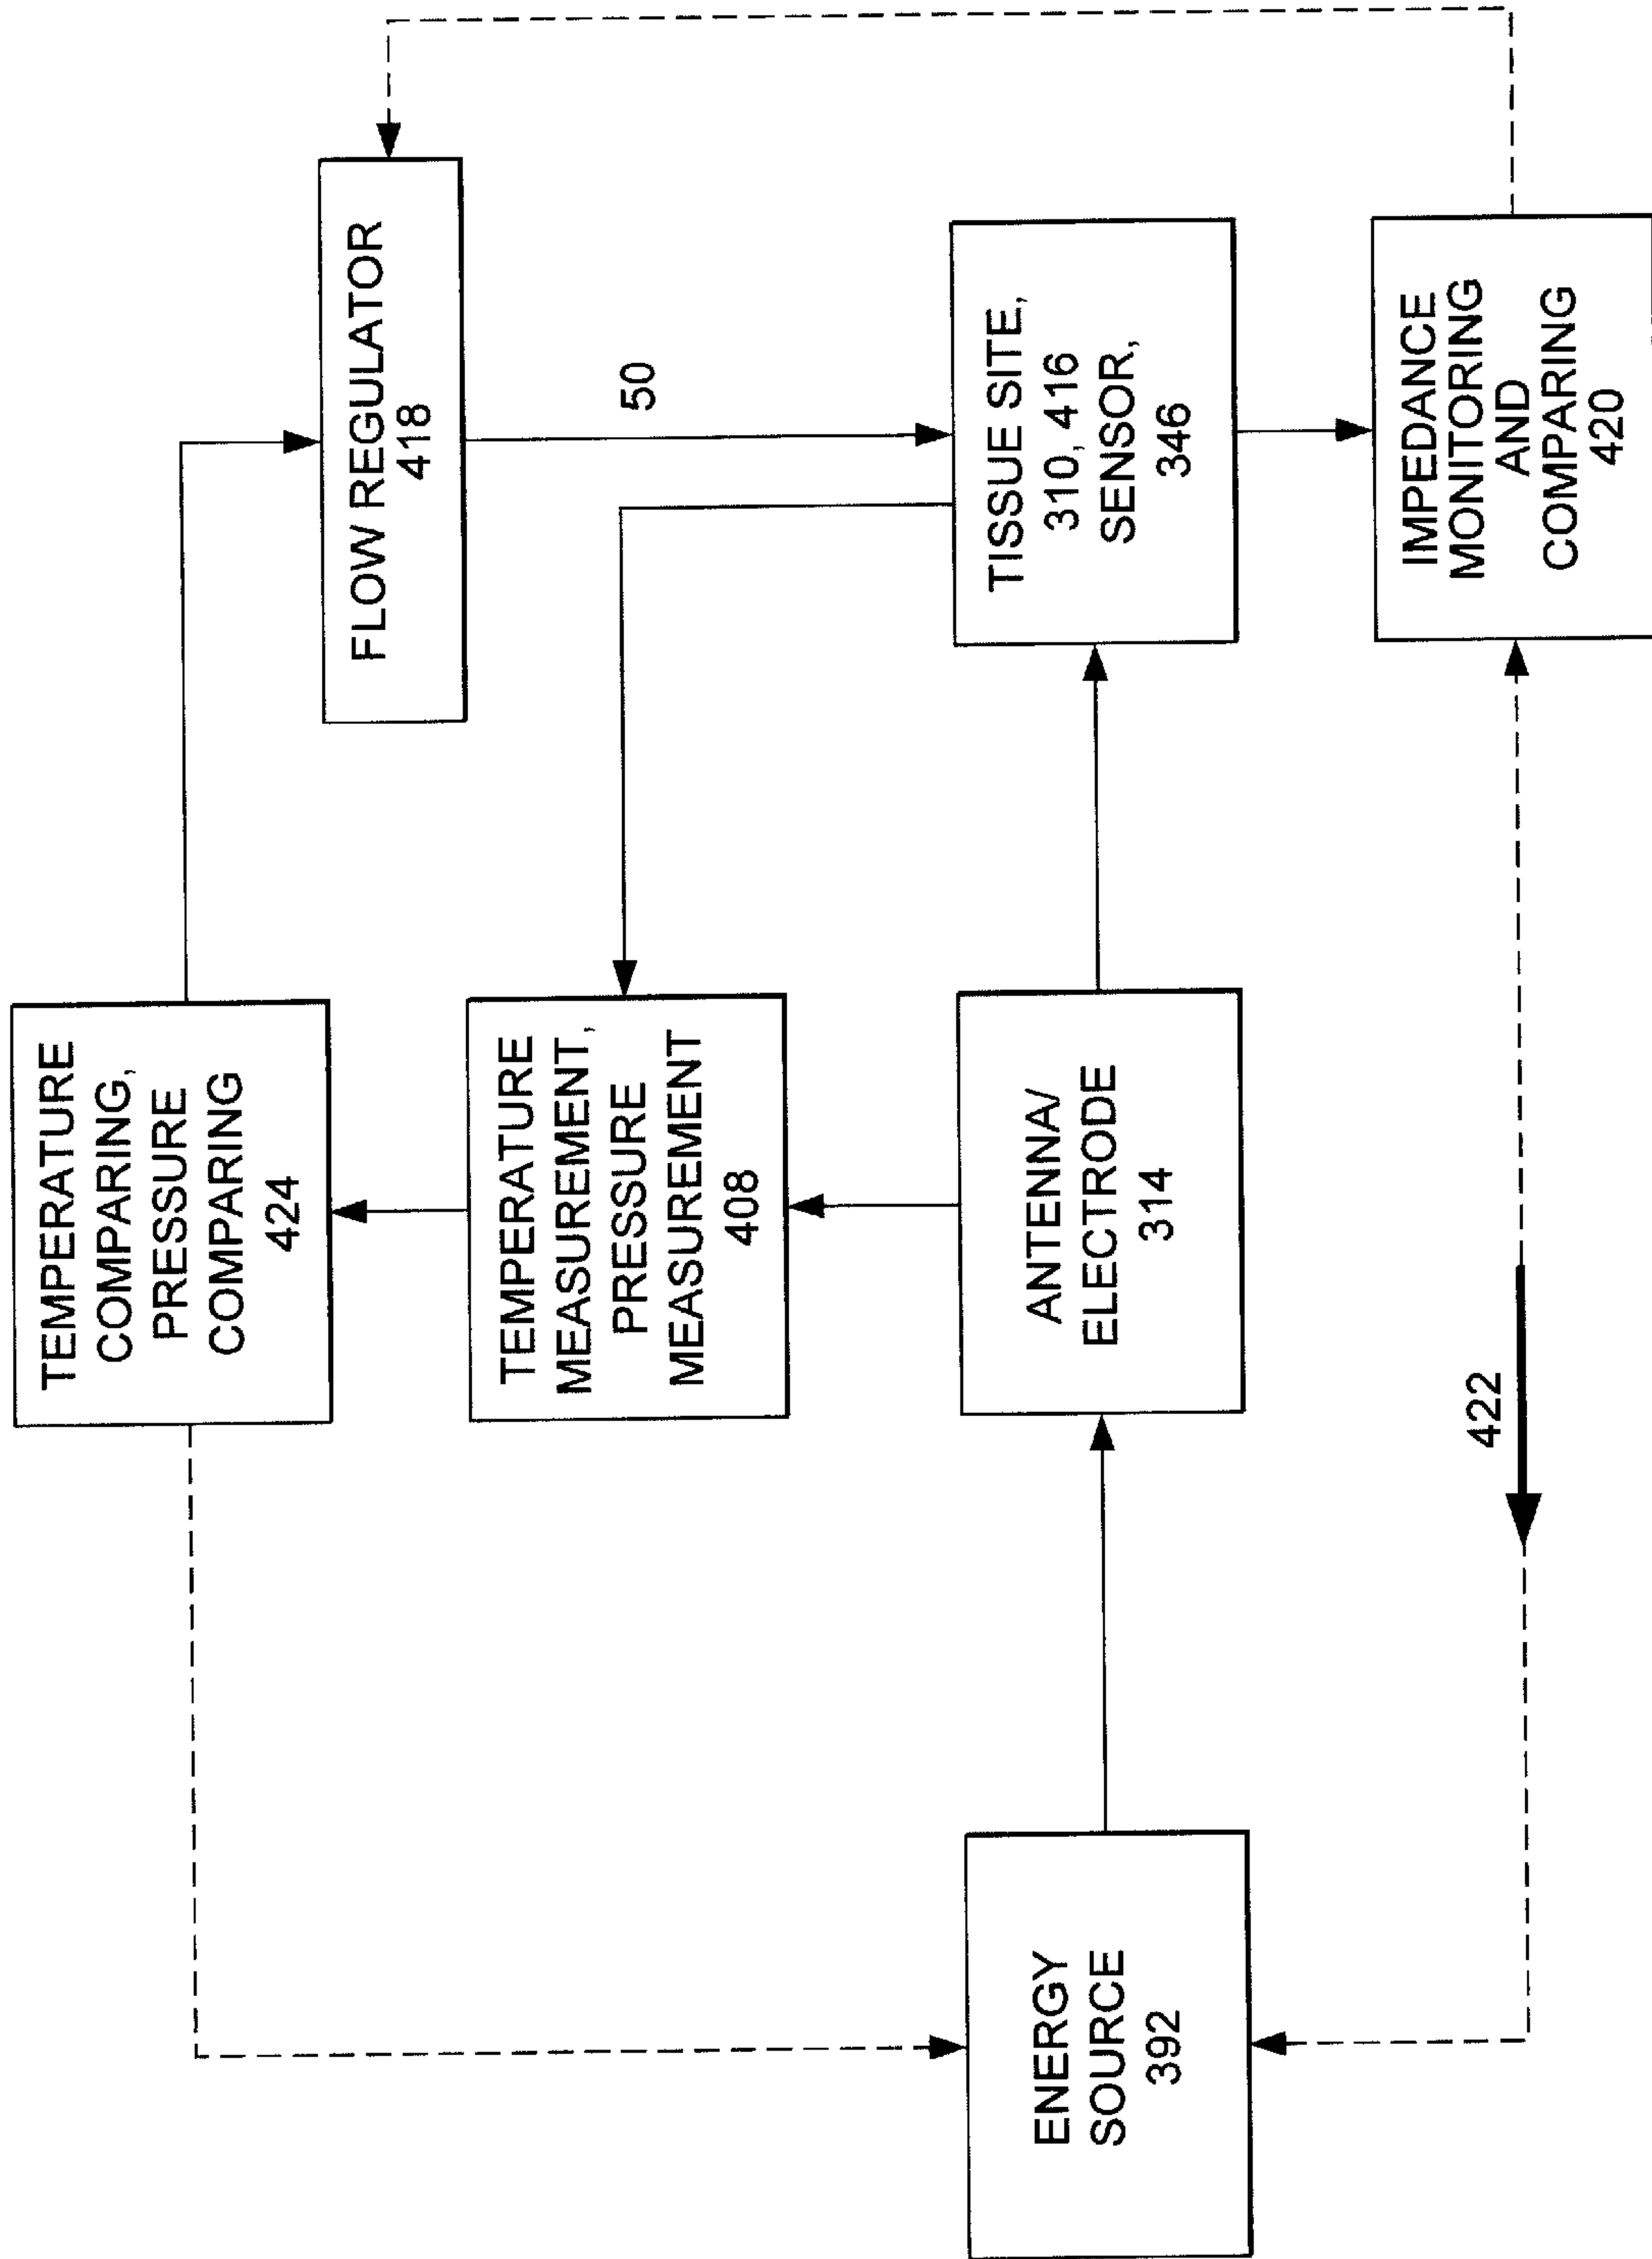 TEMPERATURE
COMPARING,
PRESSURE
COMPARING
424
FLOW REGULATOR
418
TEMPERATURE
MEASUREMENT,
PRESSURE
MEASUREMENT
408
50
ENERGY
SOURCE
392
ANTENNA/
ELECTRODE
314
TISSUE SITE,
310, 416
SENSOR,
346
422
IMPEDANCE
MONITORING
AND
COMPARING
420